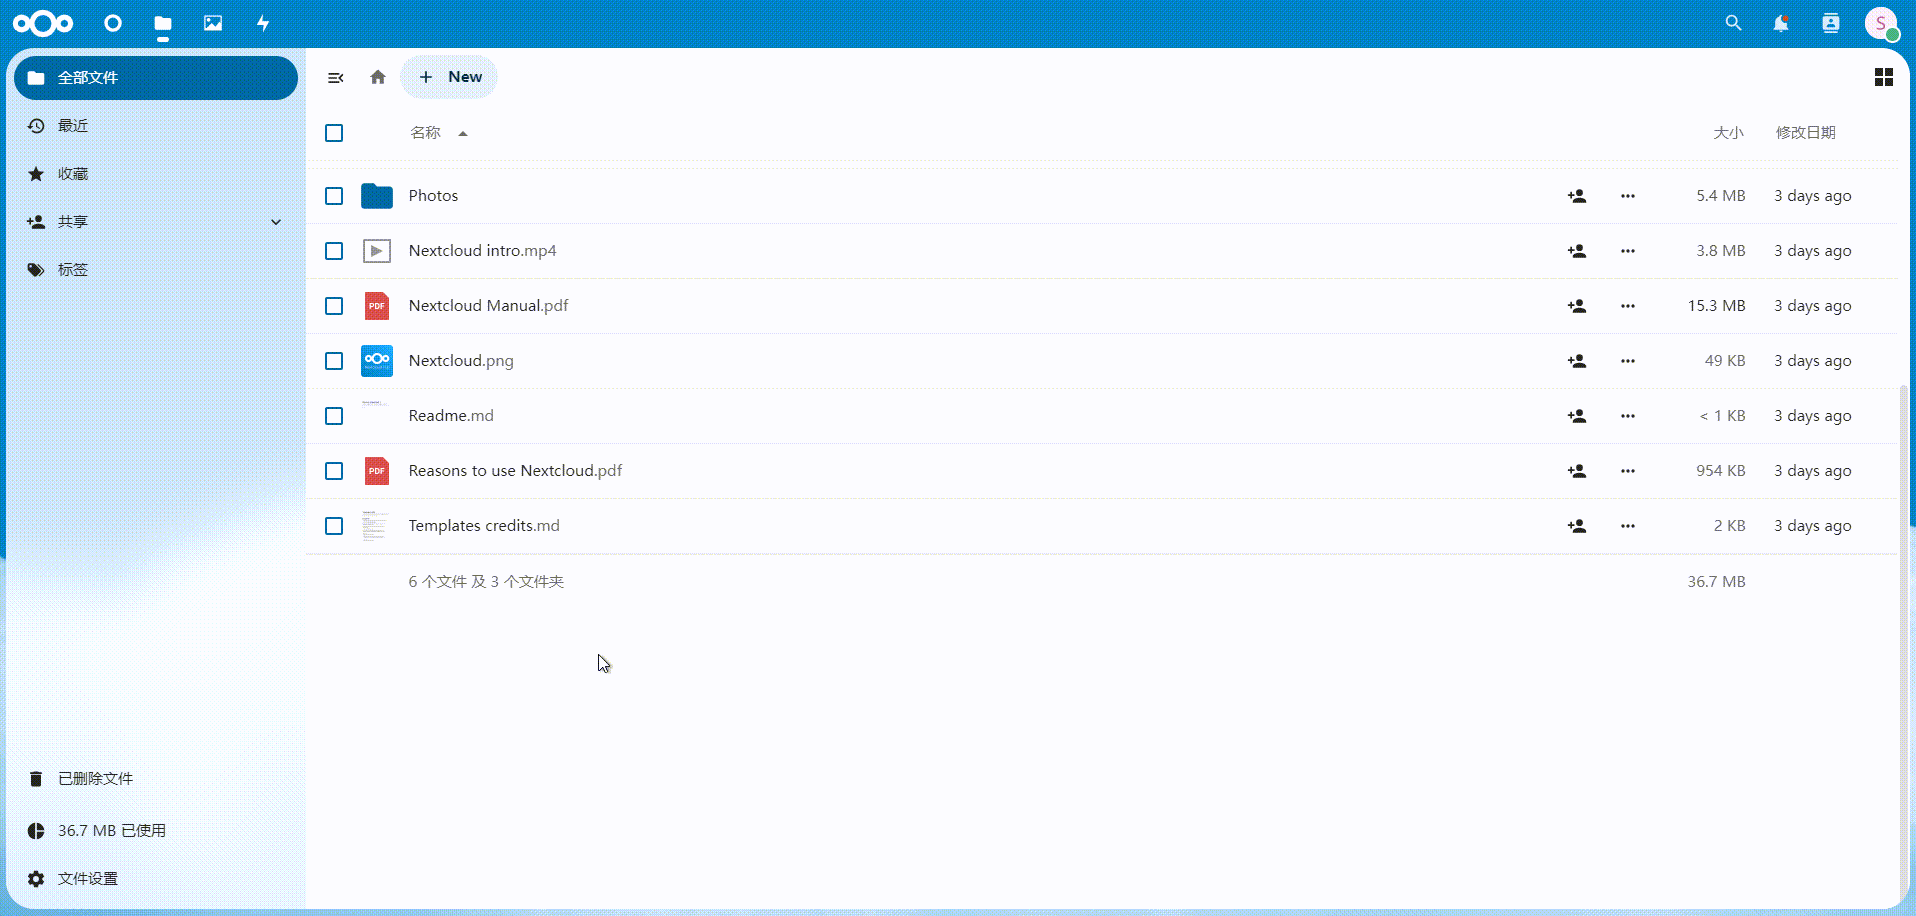 S
全部文件
最近
收藏
共享
标签
已删除文件
36.7 MB 已使用
文件设置
+ New
名称 大小 修改日期
Photos 5.4 MB 3 days ago
Nextcloud intro.mp4 3.8 MB 3 days ago
PDF Nextcloud Manual.pdf 15.3 MB 3 days ago
Nextcloud.png 49 KB 3 days ago
Readme.md < 1 KB 3 days ago
PDF Reasons to use Nextcloud.pdf 954 KB 3 days ago
Templates credits.md 2 KB 3 days ago
6 个文件 及 3 个文件夹 36.7 MB